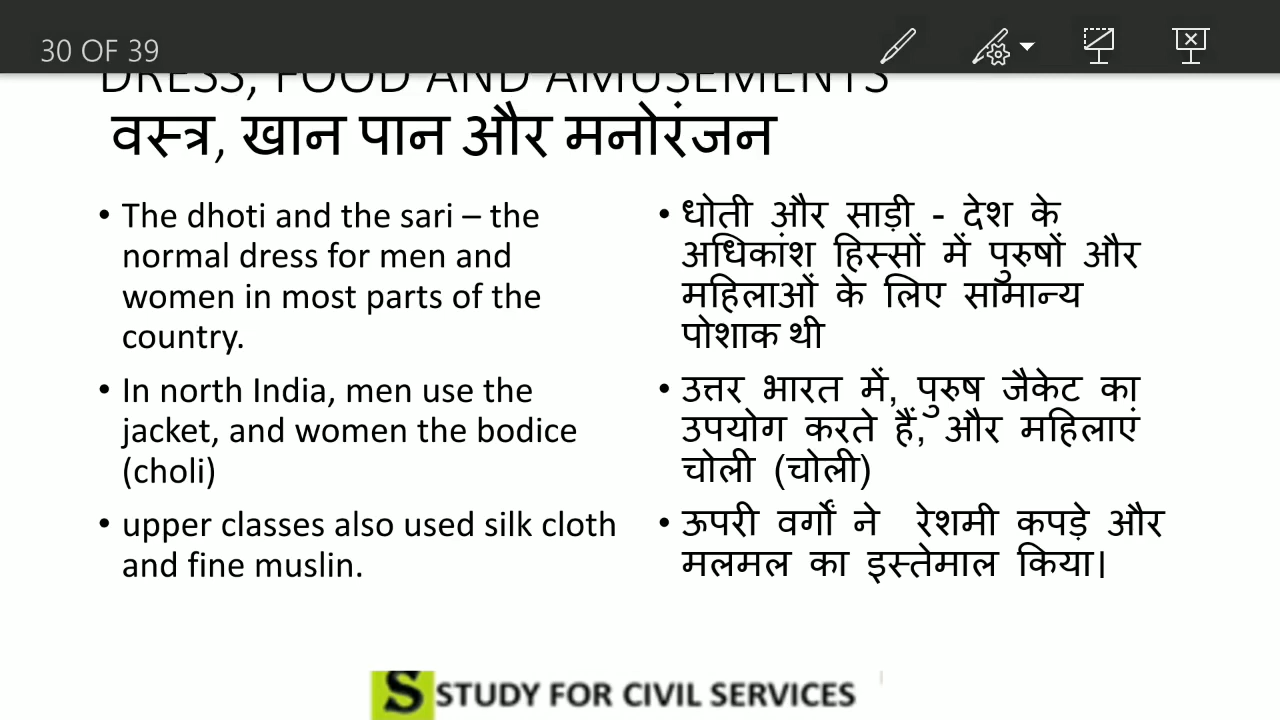 30 OF 39
DRESS, FOOD AND AMUSEMENTS
वस्त्र, खान पान और मनोरंजन
• The dhoti and the sari – the
normal dress for men and
women in most parts of the
country.
• In north India, men use the
jacket, and women the bodice
(choli)
• upper classes also used silk cloth
and fine muslin.
• धोती और साड़ी - देश के
अधिकांश हिस्सों में पुरुषों और
महिलाओं के लिए सामान्य
पोशाक थी
• उत्तर भारत में, पुरुष जैकेट का
उपयोग करते हैं, और महिलाएं
चोली (चोली)
• ऊपरी वर्गों ने रेशमी कपड़े और
मलमल का इस्तेमाल किया।
S STUDY FOR CIVIL SERVICES